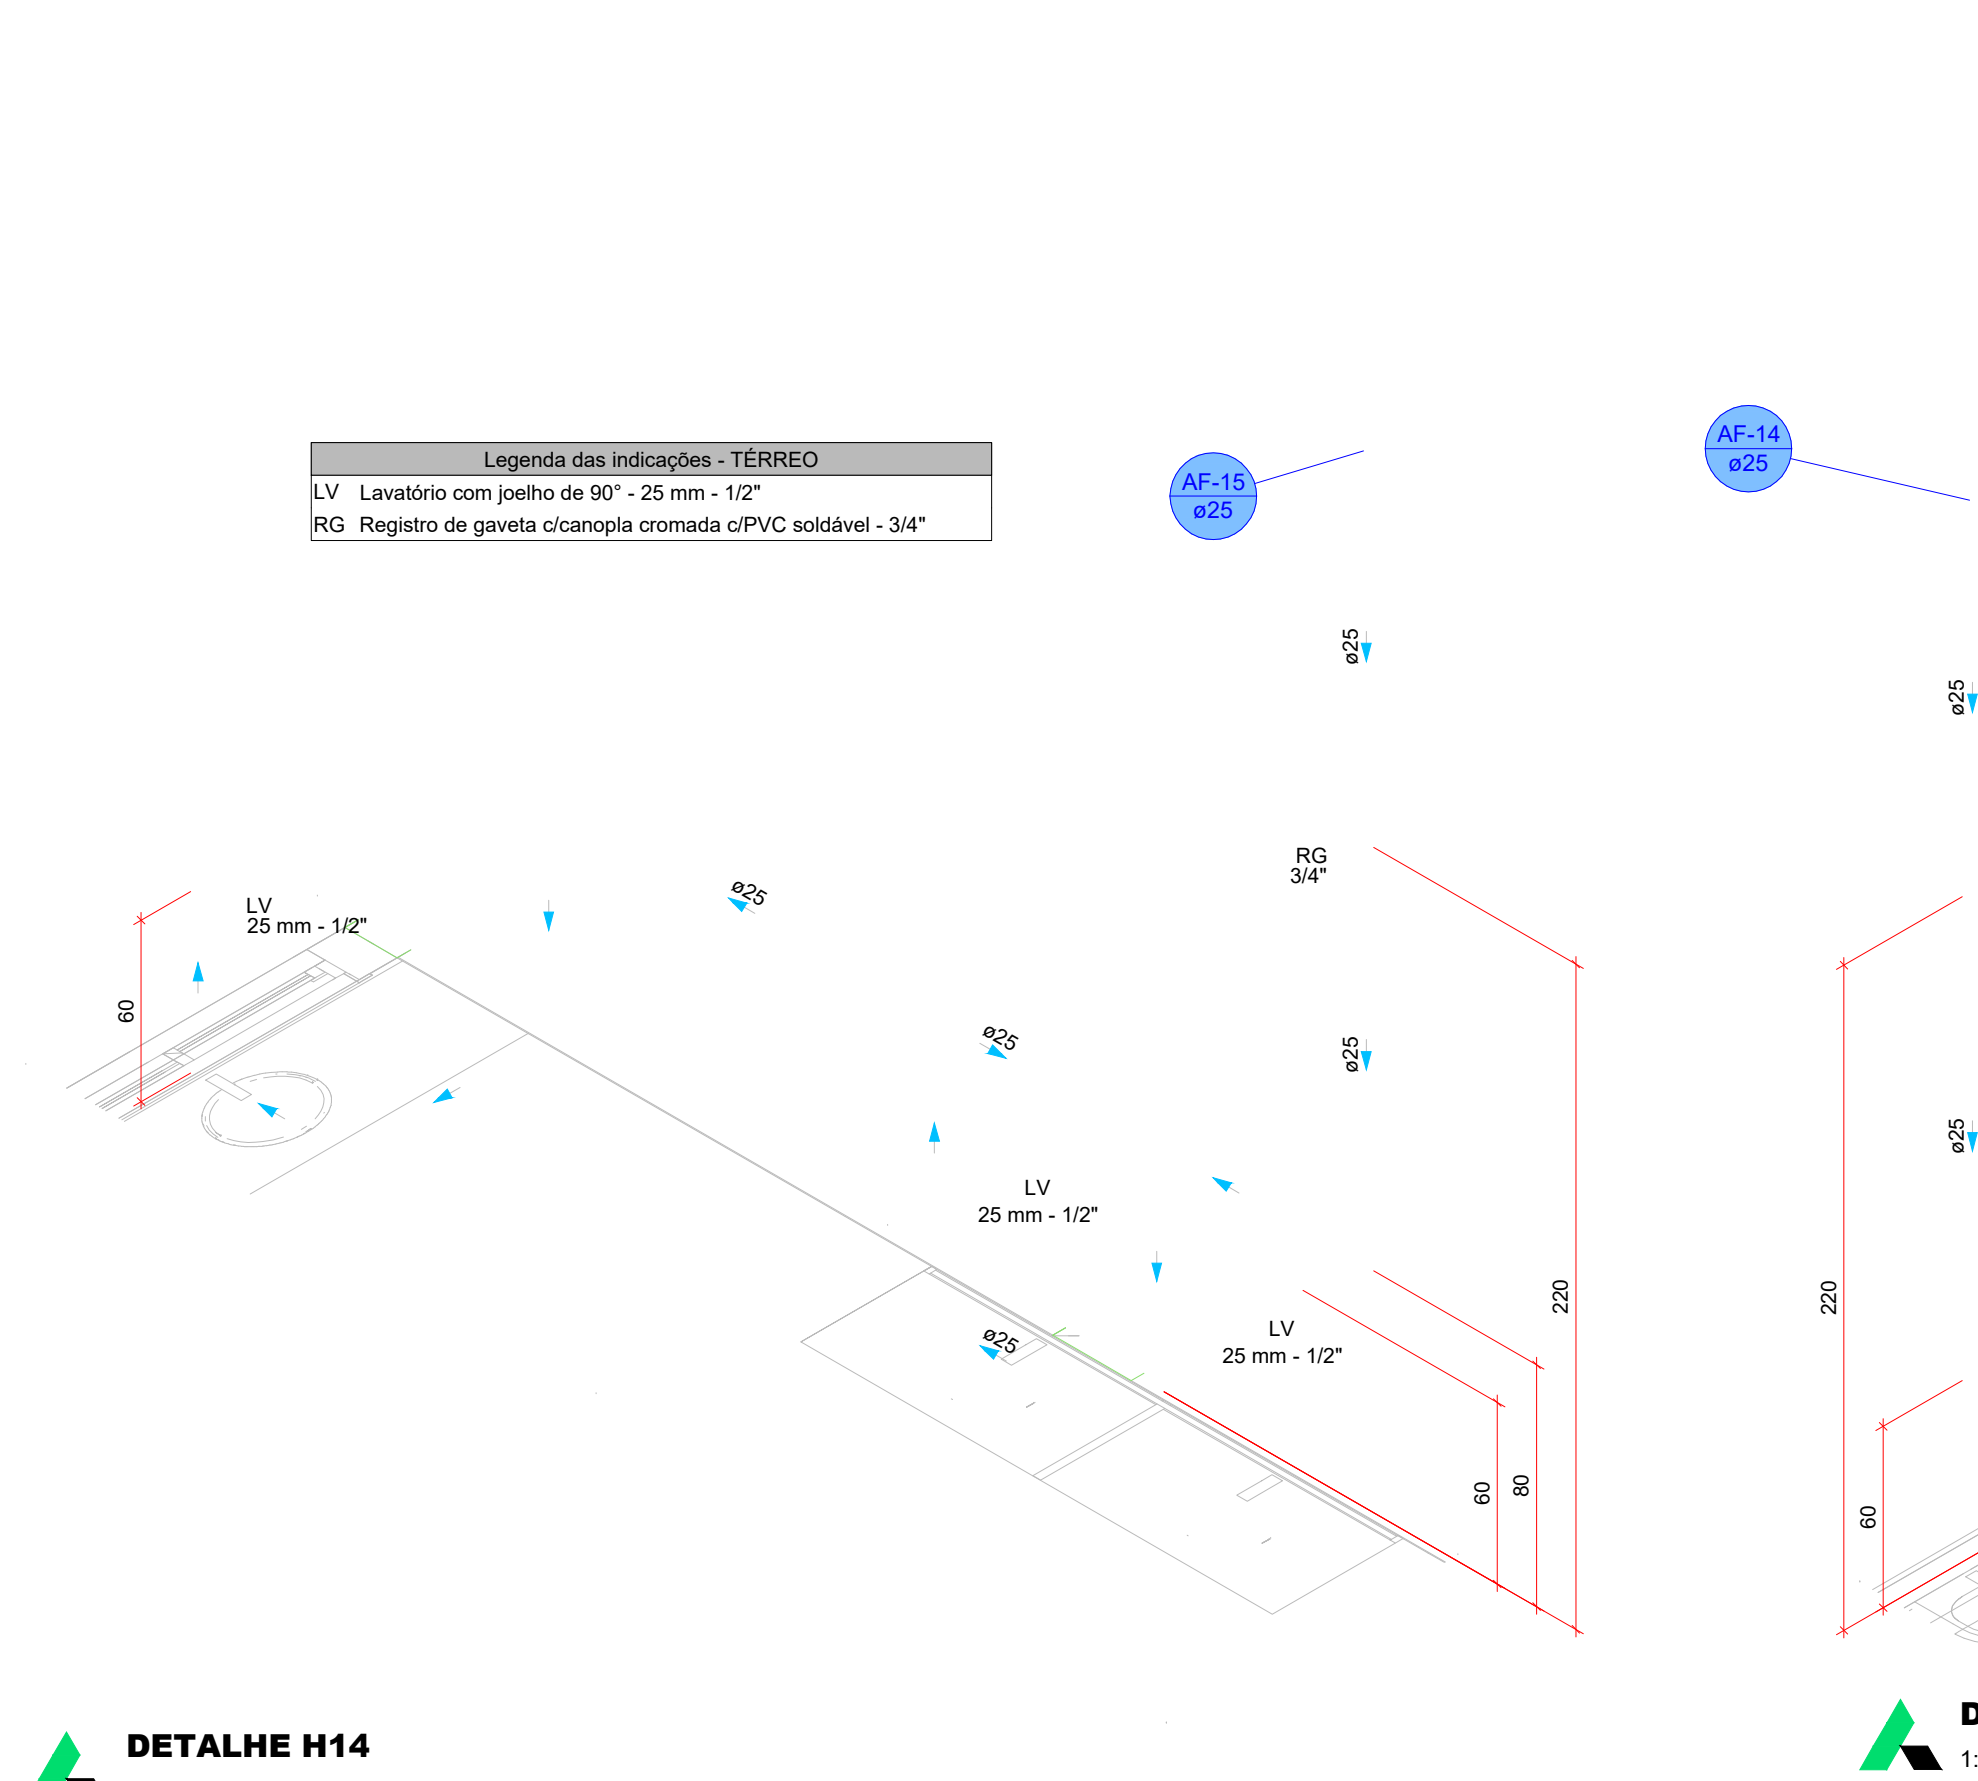 AF-14
ø25
Legenda das indicações - TÉRREO
LV Lavatório com joelho de 90° - 25 mm - 1/2"
RG Registro de gaveta c/canopla cromada c/PVC soldável - 3/4"
AF-15
ø25
ø25
ø25
RG
3/4"
ø25
LV
25 mm - 1/2"
60
ø25
ø25
ø25
LV
25 mm - 1/2"
220
220
LV
25 mm - 1/2"
ø25
60
80
60
DETALHE H14
D
1: